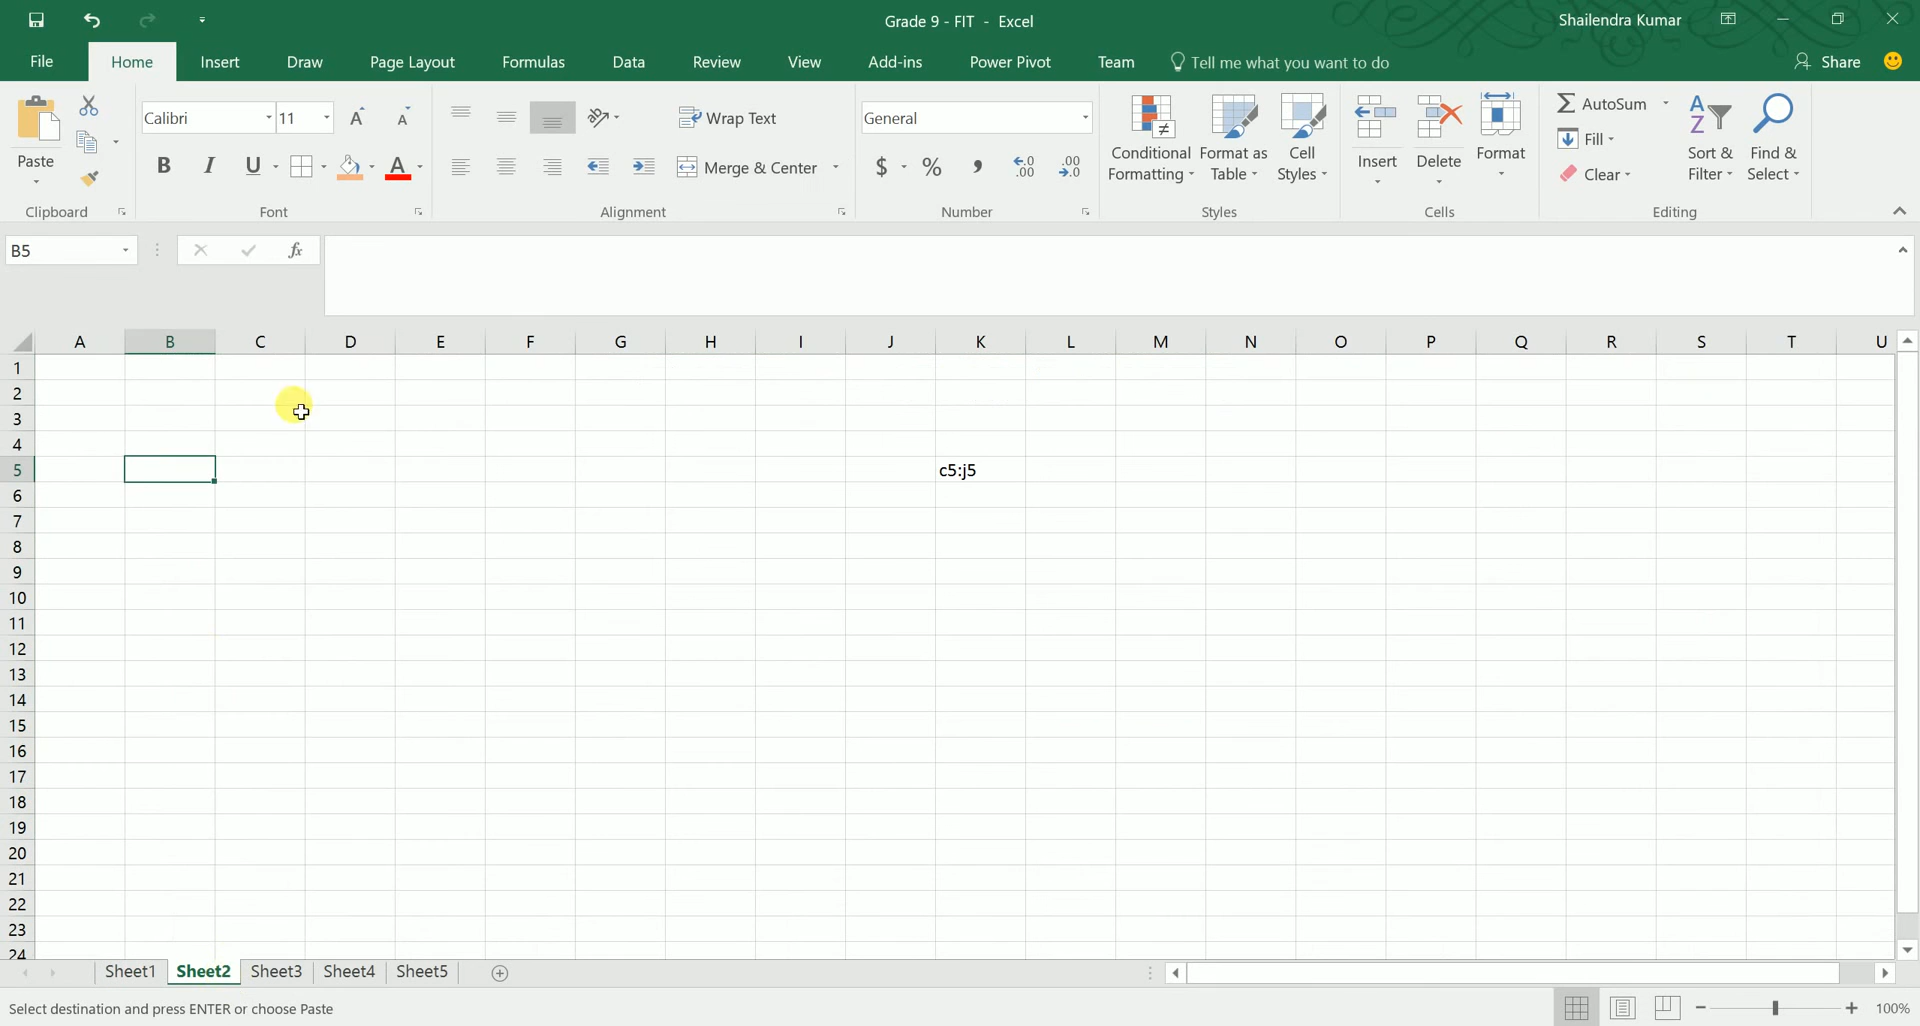 Grade 9 - FIT - Excel
Shailendra Kumar
File Home Insert Draw Page Layout Formulas Data Review View Add-ins Power Pivot Team Tell me what you want to do Share
Paste
Clipboard
Calibri 11
B I U A
Font
Wrap Text
Merge & Center
Alignment
General
$ % , .0 .00
Number
Conditional Formatting
Format as Table
Cell Styles
Styles
Insert
Delete
Format
Cells
AutoSum
Fill
Clear
Sort & Filter
Find & Select
Editing
B5 fx
A B C D E F G H I J K L M N O P Q R S T U
1
2
3
4
5 c5:j5
6
7
8
9
10
11
12
13
14
15
16
17
18
19
20
21
22
23
24
Sheet1 Sheet2 Sheet3 Sheet4 Sheet5
Select destination and press ENTER or choose Paste
100%